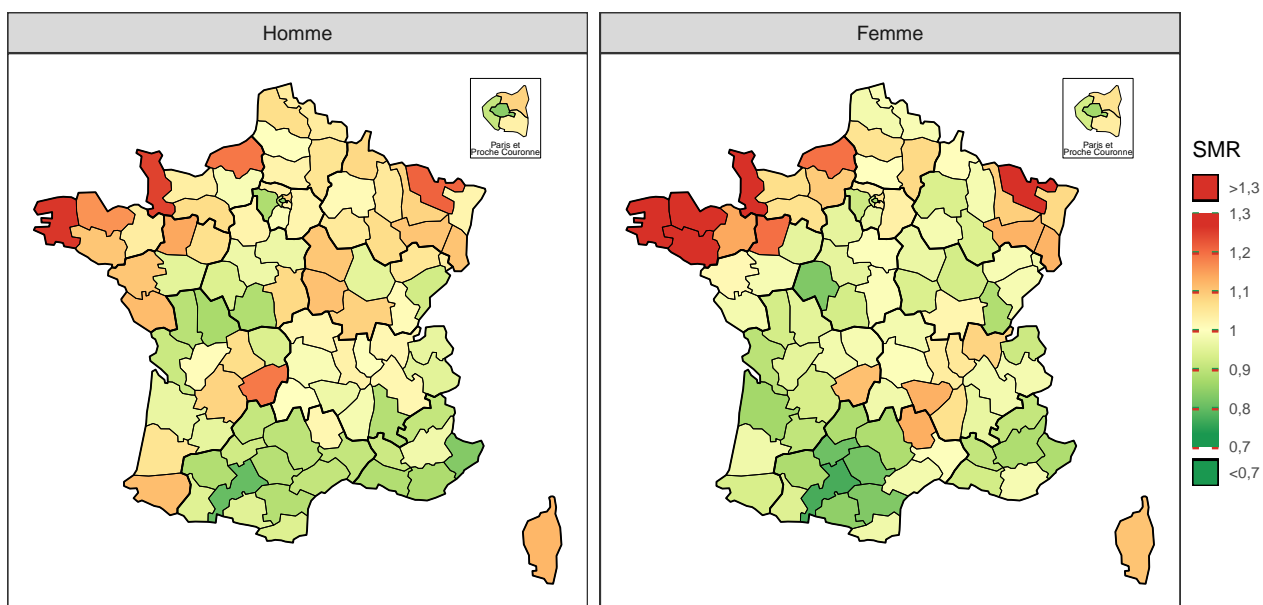 Homme
Femme
Paris et
Proche Couronne
Paris et
Proche Couronne
SMR
>1,3
1,3
1,2
1,1
1
0,9
0,8
0,7
<0,7